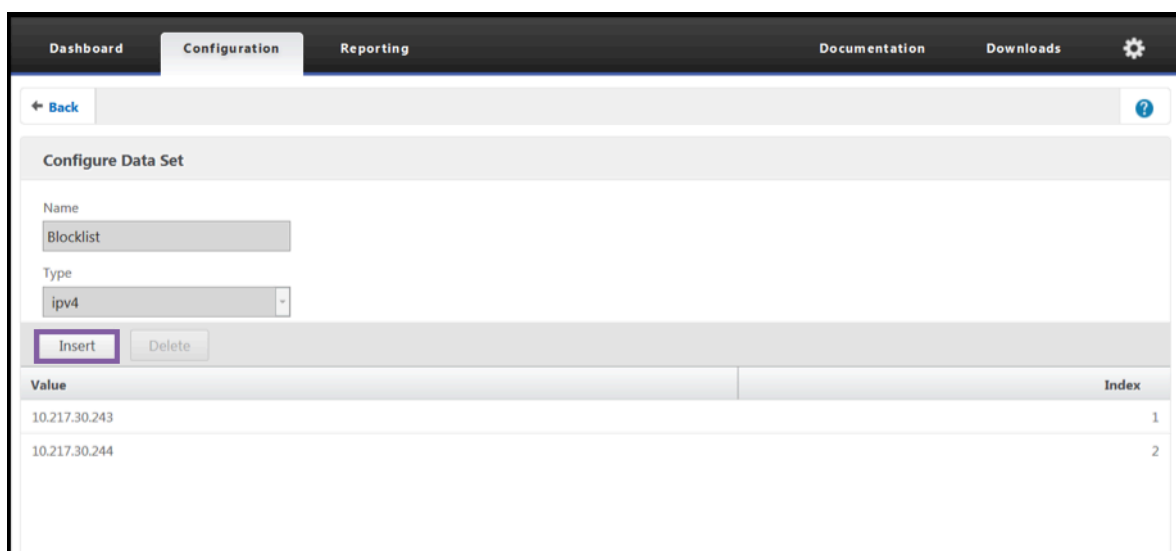 Dashboard Configuration Reporting Documentation Downloads
Back ?
Configure Data Set
Name
Blocklist
Type
ipv4
Insert Delete
Value Index
10.217.30.243 1
10.217.30.244 2